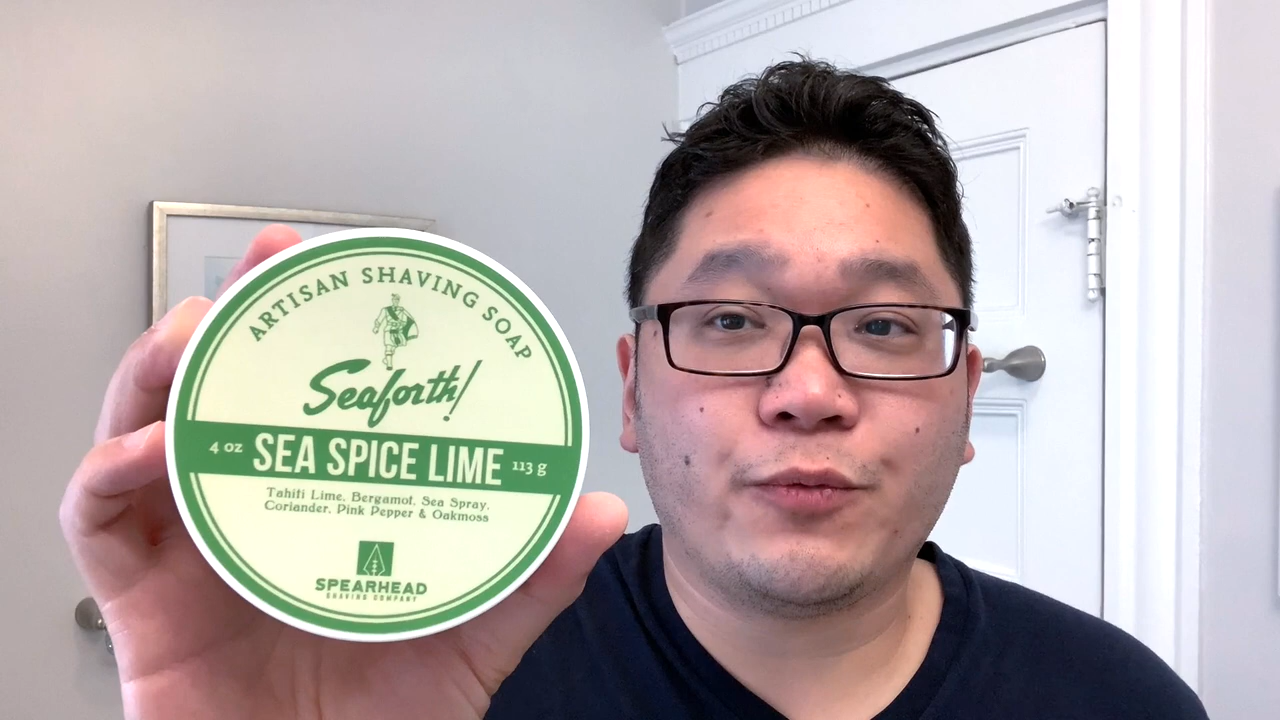 ARTISAN SHAVING SOAP
Seaforth!
4 oz SEA SPICE LIME 113 g
Tahiti Lime, Bergamot, Sea Spray,
Coriander, Pink Pepper & Oakmoss
SPEARHEAD
SHAVING COMPANY